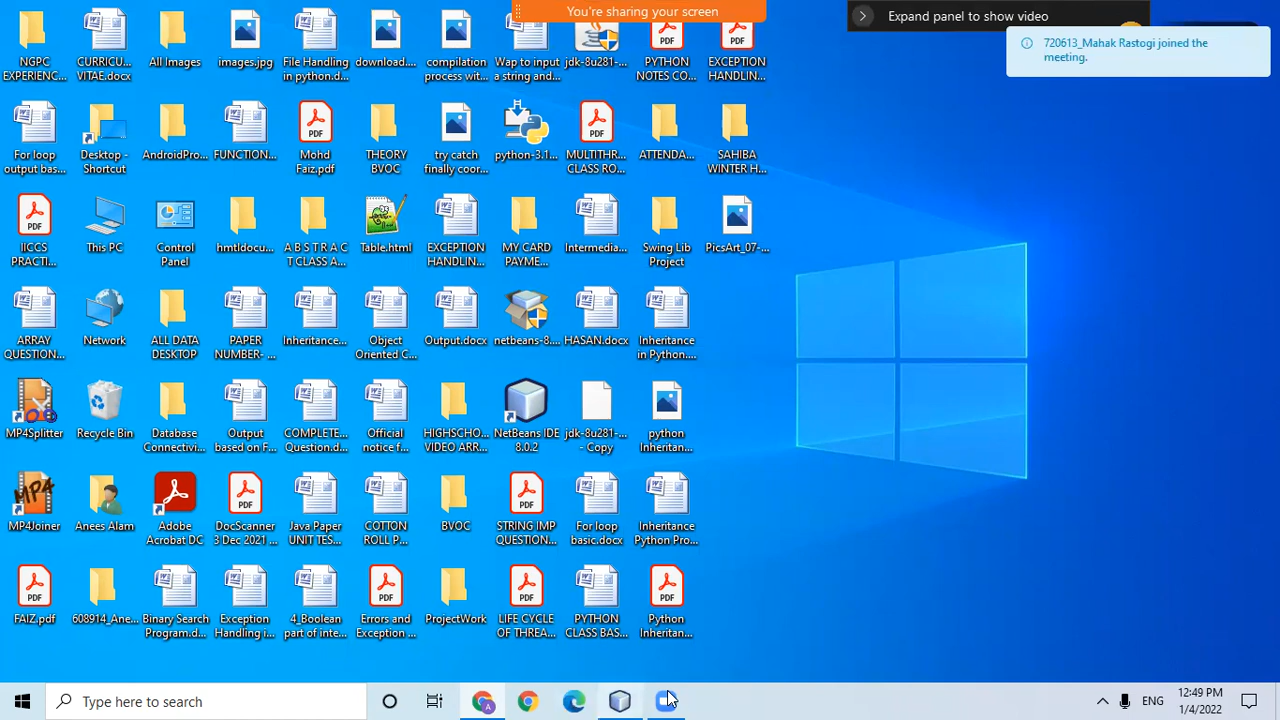 You're sharing your screen
Expand panel to show video
720613_Mahak Rastogi joined the
meeting.
NGPC
EXPERIENC...
CURRICU...
VITAE.docx
All Images
images.jpg
File Handling
in python.d...
download....
compilation
process wit...
Wap to input
a string and...
jdk-8u281-...
PYTHON
NOTES CO...
EXCEPTION
HANDLIN...
For loop
output bas...
Desktop -
Shortcut
AndroidPro...
FUNCTION...
Mohd
Faiz.pdf
THEORY
BVOC
try catch
finally coor...
python-3.1...
MULTITHR...
CLASS RO...
ATTENDA...
SAHIBA
WINTER H...
IICCS
PRACTI...
This PC
Control
Panel
hmtldocu...
A B S T R A C
T CLASS A...
Table.html
EXCEPTION
HANDLIN...
MY CARD
PAYME...
Intermedia...
Swing Lib
Project
PicsArt_07-...
ARRAY
QUESTION...
Network
ALL DATA
DESKTOP
PAPER
NUMBER- ...
Inheritance...
Object
Oriented C...
Output.docx
netbeans-8....
HASAN.docx
Inheritance
in Python....
MP4Splitter
Recycle Bin
Database
Connectivi...
Output
based on F...
COMPLETE...
Question.d...
Official
notice f...
HIGHSCHO...
VIDEO ARR...
NetBeans IDE
8.0.2
jdk-8u281-...
- Copy
python
Inheritan...
MP4Joiner
Anees Alam
Adobe
Acrobat DC
DocScanner
3 Dec 2021 ...
Java Paper
UNIT TES...
COTTON
ROLL P...
BVOC
STRING IMP
QUESTION...
For loop
basic.docx
Inheritance
Python Pro...
FAIZ.pdf
608914_Ane...
Binary Search
Program.d...
Exception
Handling i...
4_Boolean
part of inte...
Errors and
Exception ...
ProjectWork
LIFE CYCLE
OF THREA...
PYTHON
CLASS BAS...
Python
Inheritan...
Type here to search
ENG
12:49 PM
1/4/2022